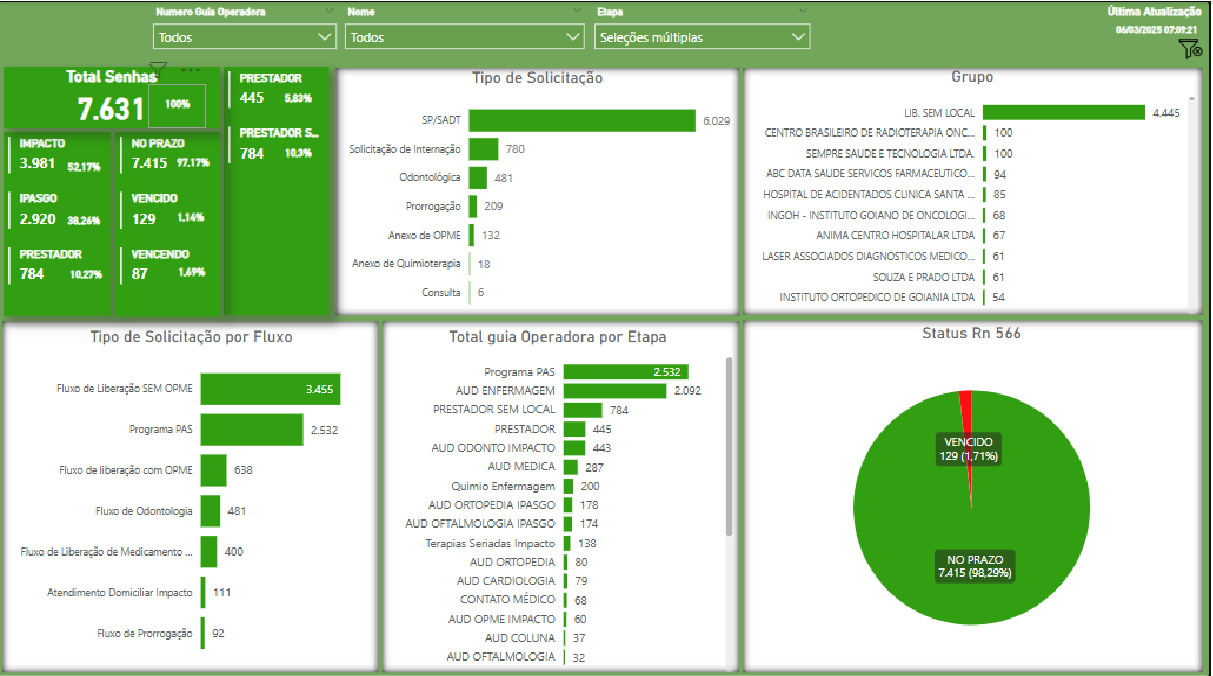 Numero Guia Operadora
Todos
Nome
Todos
Etapa
Seleções múltiplas
Última Atualização
06/03/2025 07:09:21
Total Senhas
7.631
100%
IMPACTO
3.981 52,17%
IPASGO
2.920 38,26%
PRESTADOR
784 10,27%
NO PRAZO
7.415 97,17%
VENCIDO
129 1,14%
VENCENDO
87 1,69%
PRESTADOR
445 5,83%
PRESTADOR S...
784 10,3%
Tipo de Solicitação
SP/SADT 6.029
Solicitação de Internação 780
Odontológica 481
Prorrogação 209
Anexo de OPME 132
Anexo de Quimioterapia 18
Consulta 6
Grupo
LIB. SEM LOCAL 4.445
CENTRO BRASILEIRO DE RADIOTERAPIA ONC... 100
SEMPRE SAUDE E TECNOLOGIA LTDA. 100
ABC DATA SAUDE SERVICOS FARMACEUTICO... 94
HOSPITAL DE ACIDENTADOS CLINICA SANTA ... 85
INGOH - INSTITUTO GOIANO DE ONCOLOGI... 68
ANIMA CENTRO HOSPITALAR LTDA 67
LASER ASSOCIADOS DIAGNOSTICOS MEDICO... 61
SOUZA E PRADO LTDA 61
INSTITUTO ORTOPEDICO DE GOIANIA LTDA 54
Tipo de Solicitação por Fluxo
Fluxo de Liberação SEM OPME 3.455
Programa PAS 2.532
Fluxo de liberação com OPME 638
Fluxo de Odontologia 481
Fluxo de Liberação de Medicamento ... 400
Atendimento Domiciliar Impacto 111
Fluxo de Prorrogação 92
Total guia Operadora por Etapa
Programa PAS 2.532
AUD ENFERMAGEM 2.092
PRESTADOR SEM LOCAL 784
PRESTADOR 445
AUD ODONTO IMPACTO 443
AUD MEDICA 287
Quimio Enfermagem 200
AUD ORTOPEDIA IPASGO 178
AUD OFTALMOLOGIA IPASGO 174
Terapias Seriadas Impacto 138
AUD ORTOPEDIA 80
AUD CARDIOLOGIA 79
CONTATO MÉDICO 68
AUD OPME IMPACTO 60
AUD COLUNA 37
AUD OFTALMOLOGIA 32
Status Rn 566
VENCIDO
129 (1,71%)
NO PRAZO
7.415 (98,29%)